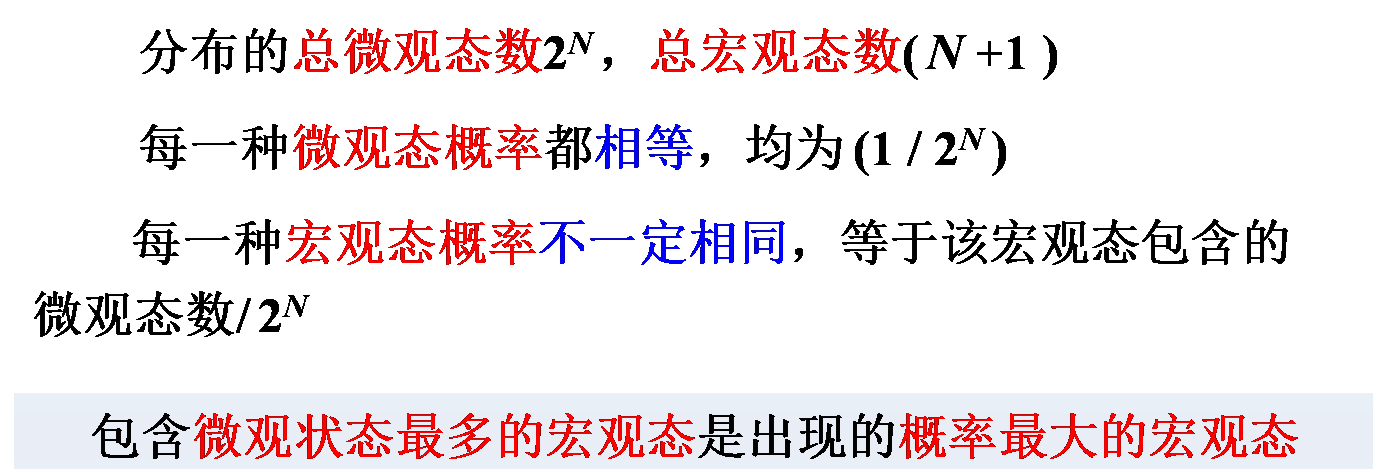 分布的总微观态数2^N，总宏观态数(N+1)
每一种微观态概率都相等，均为(1/2^N)
每一种宏观态概率不一定相同，等于该宏观态包含的
微观态数/2^N
包含微观状态最多的宏观态是出现的概率最大的宏观态